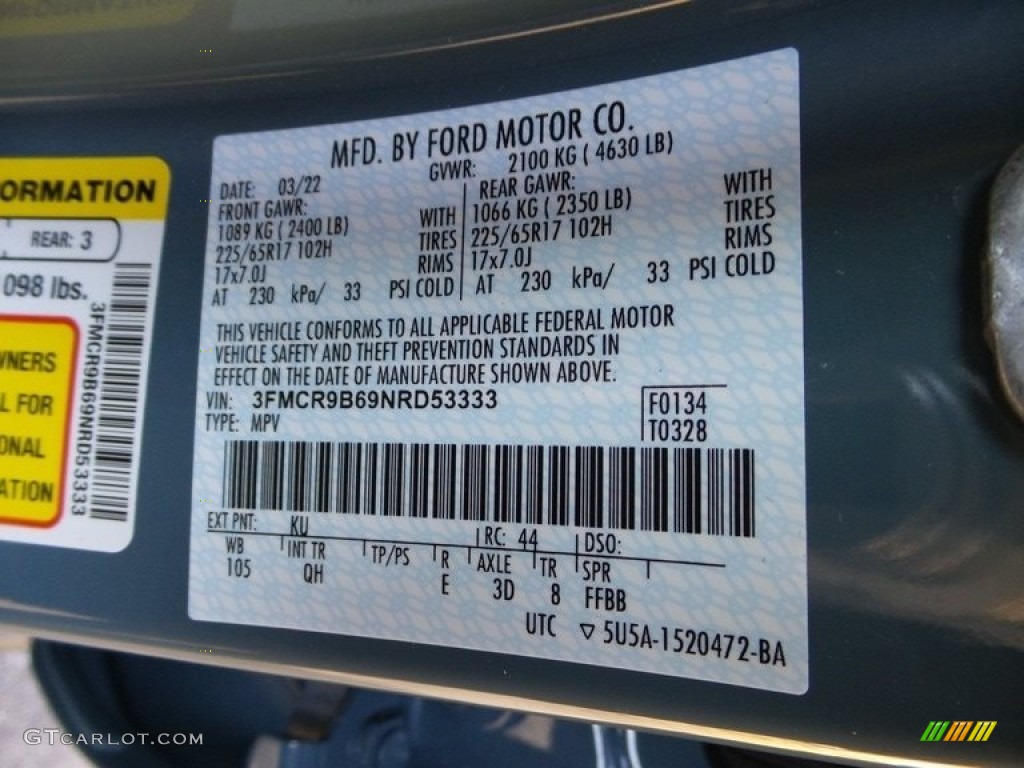 MFD. BY FORD MOTOR CO.
DATE: 03/22 GVWR: 2100 KG ( 4630 LB)
FRONT GAWR: REAR GAWR:
1089 KG ( 2400 LB) WITH 1066 KG ( 2350 LB) WITH
225/65R17 102H TIRES 225/65R17 102H TIRES
17x7.0J RIMS 17x7.0J RIMS
AT 230 kPa/ 33 PSI COLD AT 230 kPa/ 33 PSI COLD
THIS VEHICLE CONFORMS TO ALL APPLICABLE FEDERAL MOTOR
VEHICLE SAFETY AND THEFT PREVENTION STANDARDS IN
EFFECT ON THE DATE OF MANUFACTURE SHOWN ABOVE.
VIN: 3FMCR9B69NRD53333 F0134
TYPE: MPV T0328
EXT PNT: KU RC: 44 DSO:
WB INT TR TP/PS R AXLE TR SPR
105 QH E 3D 8 FFBB
UTC ▽ 5U5A-1520472-BA
ORMATION
REAR: 3
098 lbs.
3FMCR9B69NRD53333
WNERS
L FOR
ONAL
ATION
GTCARLOT.COM